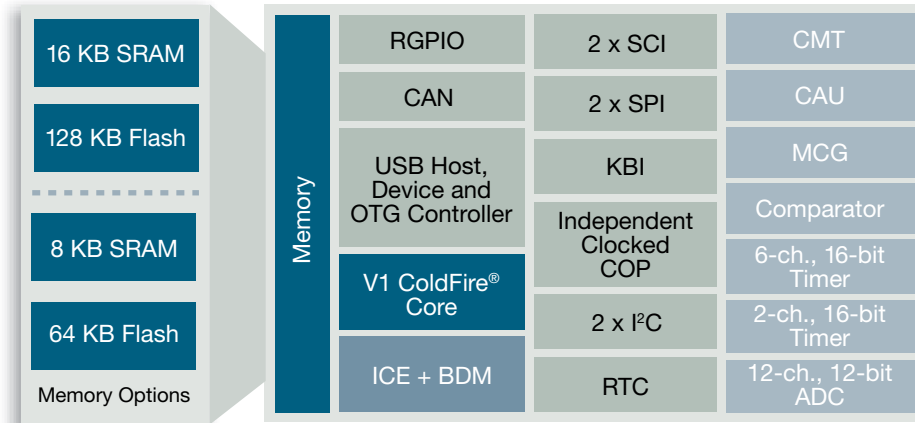 16 KB SRAM
128 KB Flash
8 KB SRAM
64 KB Flash
Memory Options
Memory
RGPIO
CAN
USB Host,
Device and
OTG Controller
V1 ColdFire®
Core
ICE + BDM
2 x SCI
2 x SPI
KBI
Independent
Clocked
COP
2 x I²C
RTC
CMT
CAU
MCG
Comparator
6-ch., 16-bit
Timer
2-ch., 16-bit
Timer
12-ch., 12-bit
ADC